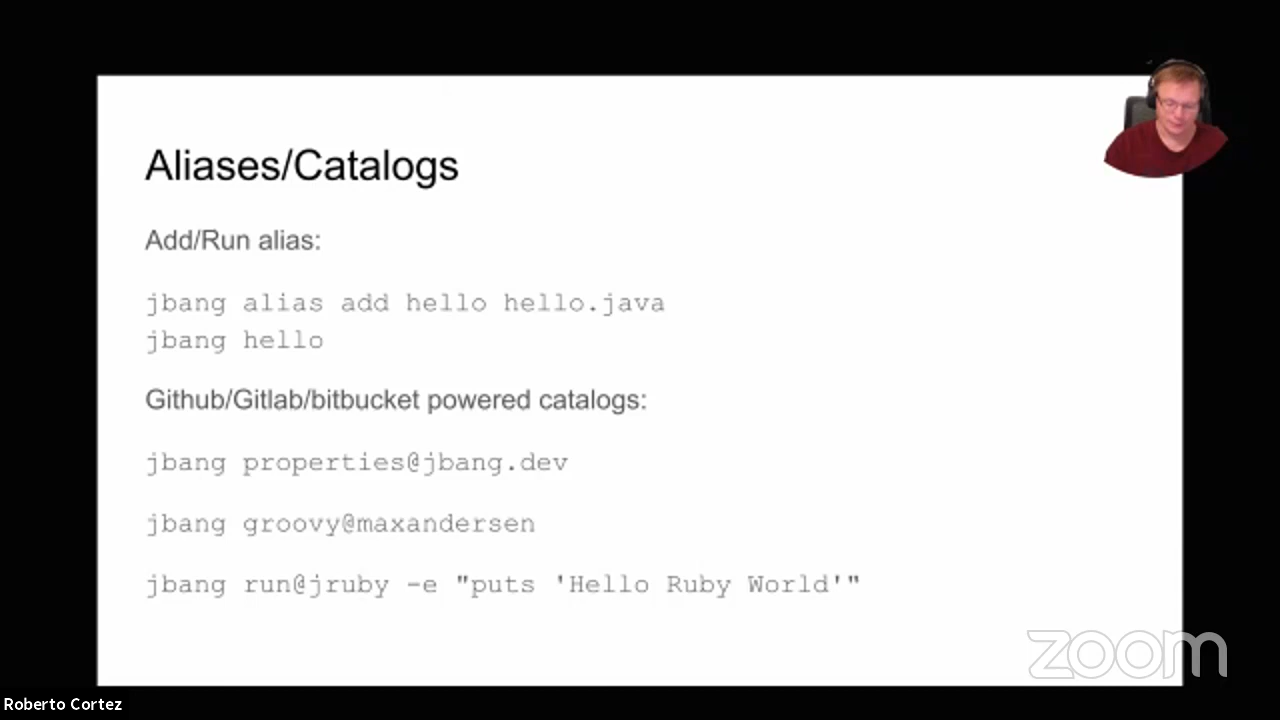 Aliases/Catalogs
Add/Run alias:
jbang alias add hello hello.java
jbang hello
Github/Gitlab/bitbucket powered catalogs:
jbang properties@jbang.dev
jbang groovy@maxandersen
jbang run@jruby -e "puts 'Hello Ruby World'"
zoom
Roberto Cortez